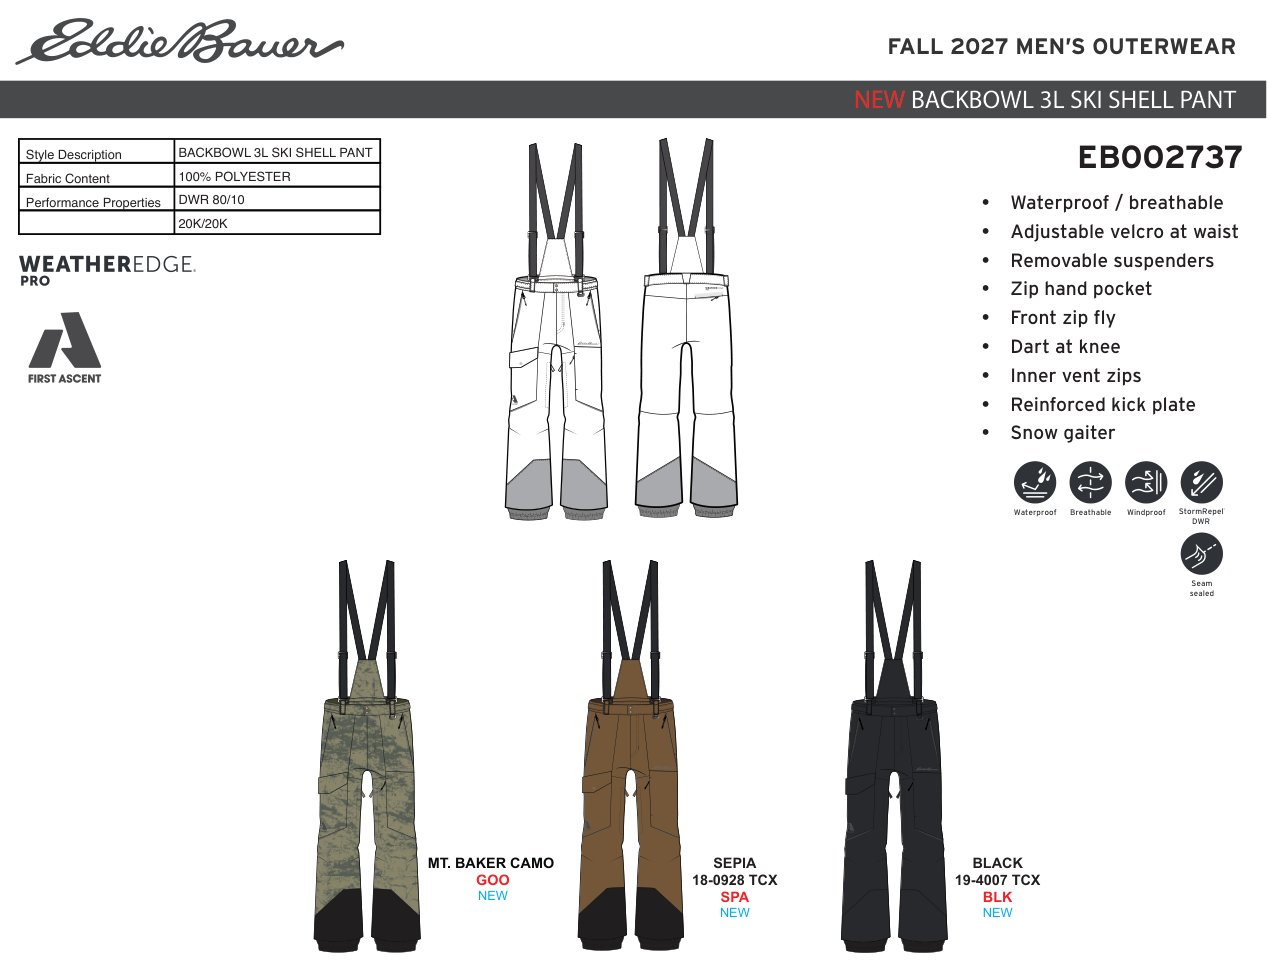 Eddie Bauer
FALL 2027 MEN'S OUTERWEAR
NEW BACKBOWL 3L SKI SHELL PANT
Style Description BACKBOWL 3L SKI SHELL PANT
Fabric Content 100% POLYESTER
Performance Properties DWR 80/10
20K/20K
WEATHEREDGE.
PRO
FIRST ASCENT
EB002737
• Waterproof / breathable
• Adjustable velcro at waist
• Removable suspenders
• Zip hand pocket
• Front zip fly
• Dart at knee
• Inner vent zips
• Reinforced kick plate
• Snow gaiter
Waterproof Breathable Windproof StormRepel
DWR
Seam
sealed
MT. BAKER CAMO
GOO
NEW
SEPIA
18-0928 TCX
SPA
NEW
BLACK
19-4007 TCX
BLK
NEW